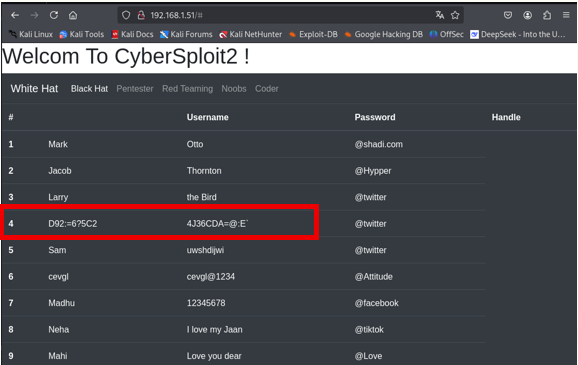 192.168.1.51/#
Kali Linux Kali Tools Kali Docs Kali Forums Kali NetHunter Exploit-DB Google Hacking DB OffSec DeepSeek - Into the U...
Welcom To CyberSploit2 !
White Hat Black Hat Pentester Red Teaming Noobs Coder
# Username Password Handle
1 Mark Otto @shadi.com
2 Jacob Thornton @Hypper
3 Larry the Bird @twitter
4 D92:=6?5C2 4J36CDA=@:E` @twitter
5 Sam uwshdijwi @twitter
6 cevgl cevgl@1234 @Attitude
7 Madhu 12345678 @facebook
8 Neha I love my Jaan @tiktok
9 Mahi Love you dear @Love